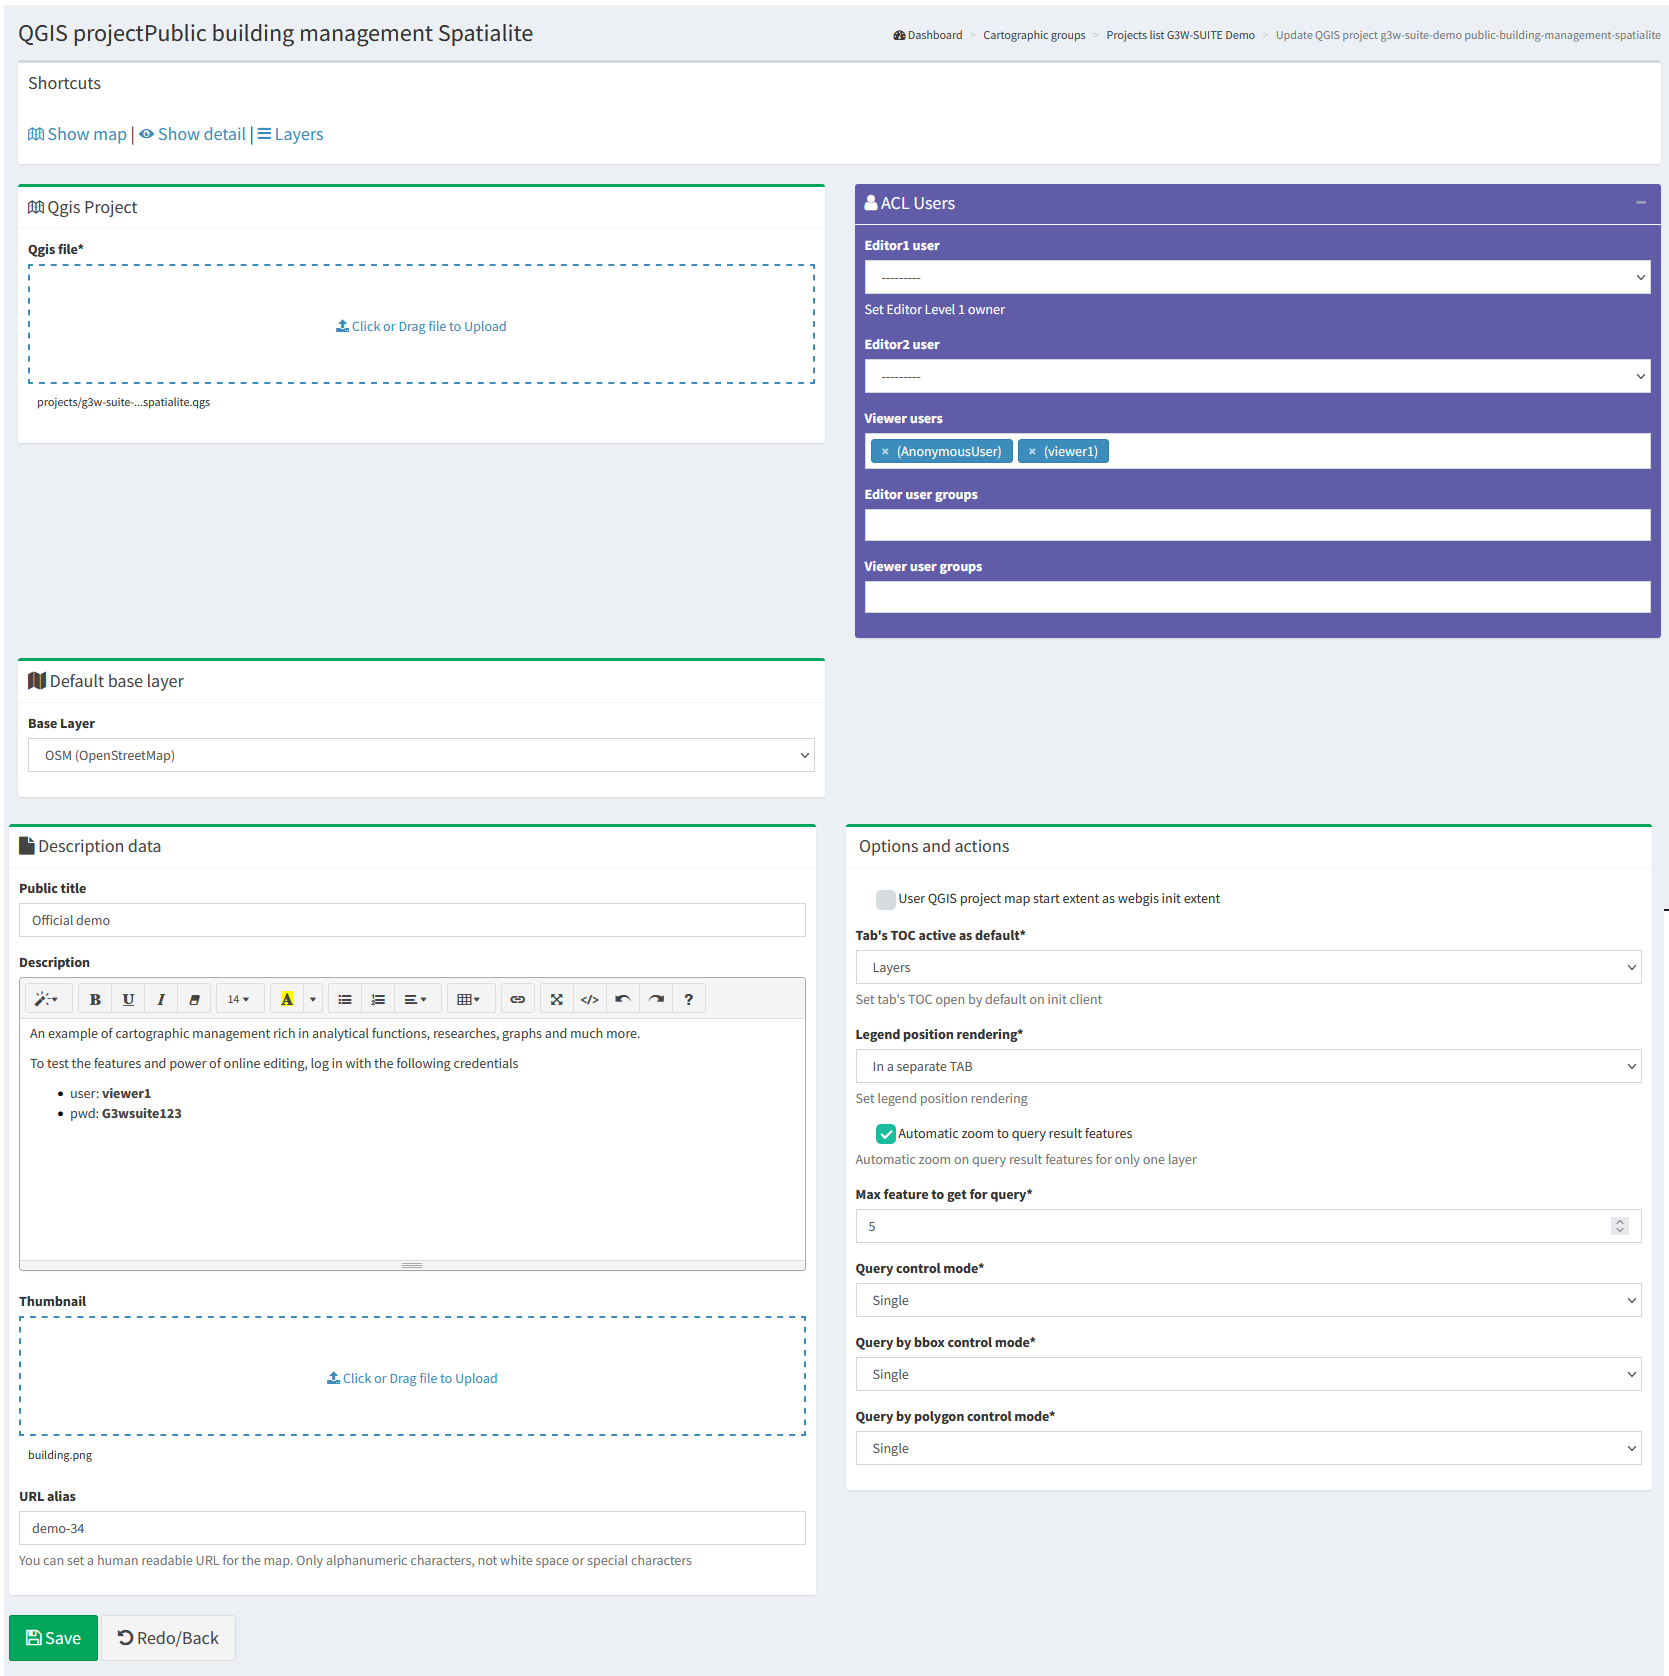 QGIS projectPublic building management Spatialite
Dashboard > Cartographic groups > Projects list G3W-SUITE Demo > Update QGIS project g3w-suite-demo public-building-management-spatialite
Shortcuts
Show map | Show detail | Layers
Qgis Project
Qgis file*
Click or Drag file to Upload
projects/g3w-suite-...spatialite.qgs
ACL Users
Editor1 user
---------
Set Editor Level 1 owner
Editor2 user
---------
Viewer users
× (AnonymousUser) × (viewer1)
Editor user groups
Viewer user groups
Default base layer
Base Layer
OSM (OpenStreetMap)
Description data
Public title
Official demo
Description
B U I 14 A </> ?
An example of cartographic management rich in analytical functions, researches, graphs and much more.
To test the features and power of online editing, log in with the following credentials
• user: viewer1
• pwd: G3wsuite123
Thumbnail
Click or Drag file to Upload
building.png
URL alias
demo-34
You can set a human readable URL for the map. Only alphanumeric characters, not white space or special characters
Options and actions
User QGIS project map start extent as webgis init extent
Tab's TOC active as default*
Layers
Set tab's TOC open by default on init client
Legend position rendering*
In a separate TAB
Set legend position rendering
Automatic zoom to query result features
Automatic zoom on query result features for only one layer
Max feature to get for query*
5
Query control mode*
Single
Query by bbox control mode*
Single
Query by polygon control mode*
Single
Save Redo/Back